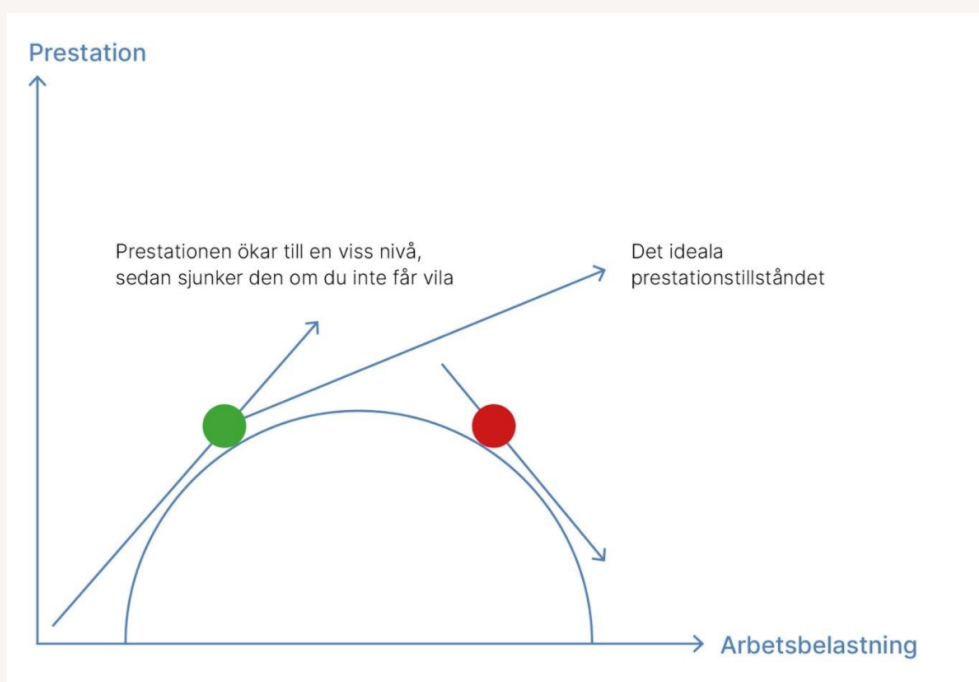 Prestation
Prestationen ökar till en viss nivå,
sedan sjunker den om du inte får vila
Det ideala
prestationstillståndet
Arbetsbelastning